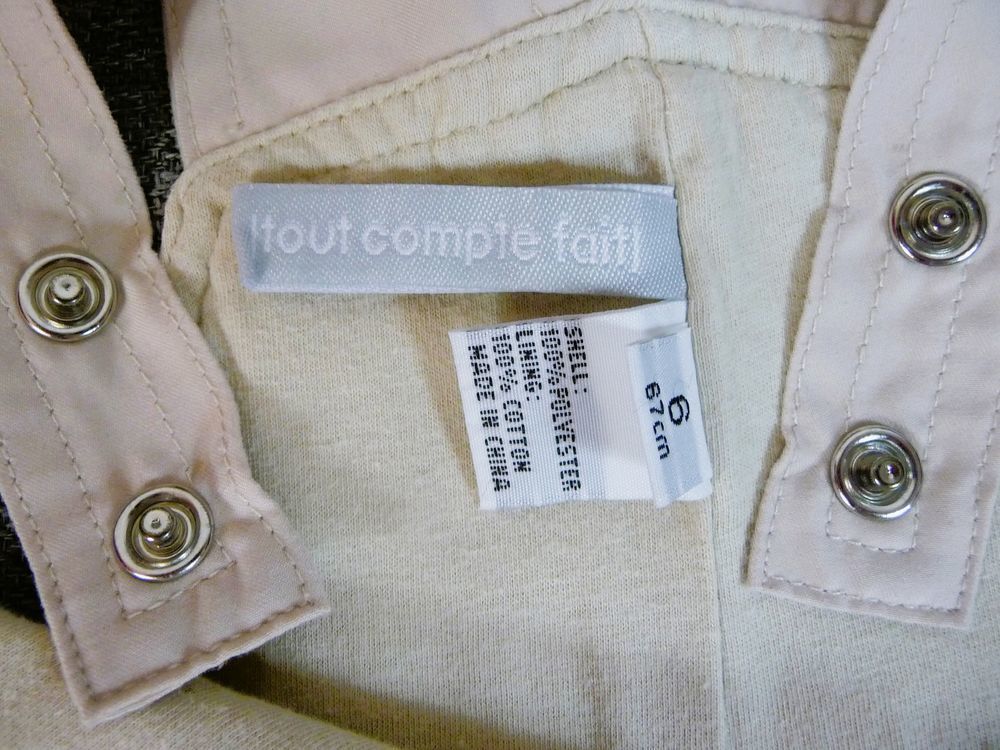 |tout compte fait|
SHELL:
100% POLYESTER
LINING:
100% COTTON
MADE IN CHINA
6
67cm